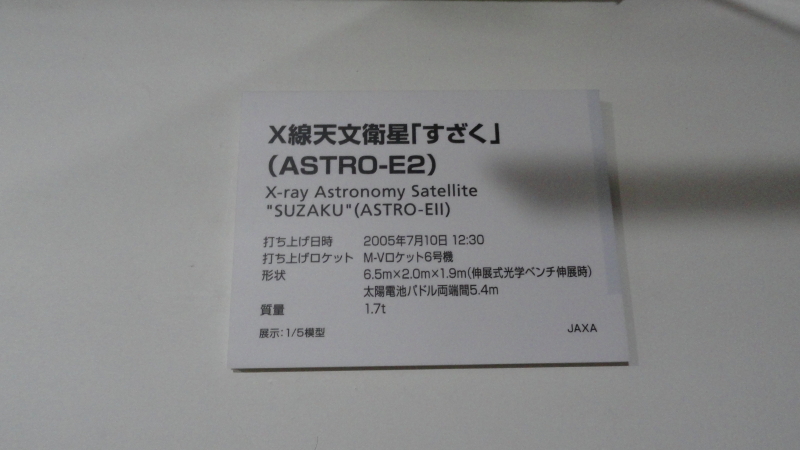 X線天文衛星「すざく」
(ASTRO-E2)
X-ray Astronomy Satellite
"SUZAKU"(ASTRO-EII)
打ち上げ日時 2005年7月10日 12:30
打ち上げロケット M-Vロケット6号機
形状 6.5m×2.0m×1.9m(伸展式光学ベンチ伸展時)
太陽電池パドル両端間5.4m
質量 1.7t
展示:1/5模型 JAXA